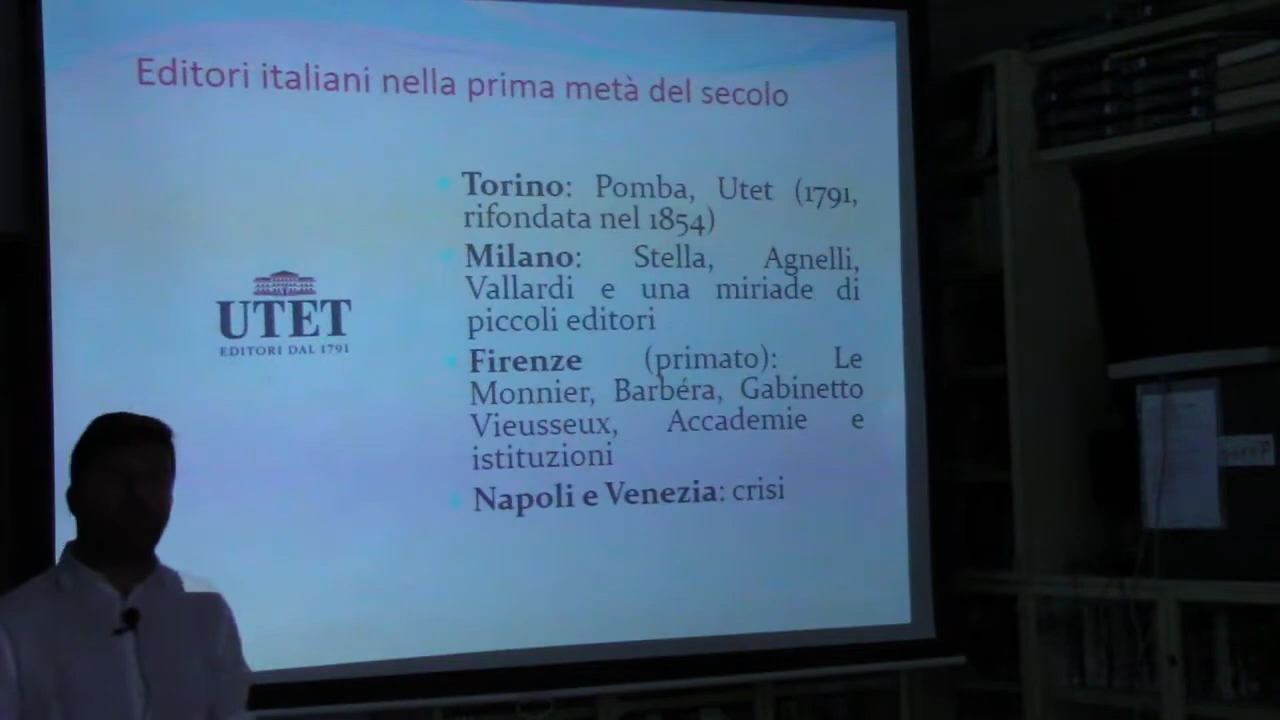 Editori italiani nella prima metà del secolo
Torino: Pomba, Utet (1791,
rifondata nel 1854)
Milano: Stella, Agnelli,
Vallardi e una miriade di
piccoli editori
Firenze (primato): Le
Monnier, Barbéra, Gabinetto
Vieusseux, Accademie e
istituzioni
Napoli e Venezia: crisi
UTET
EDITORI DAL 1791